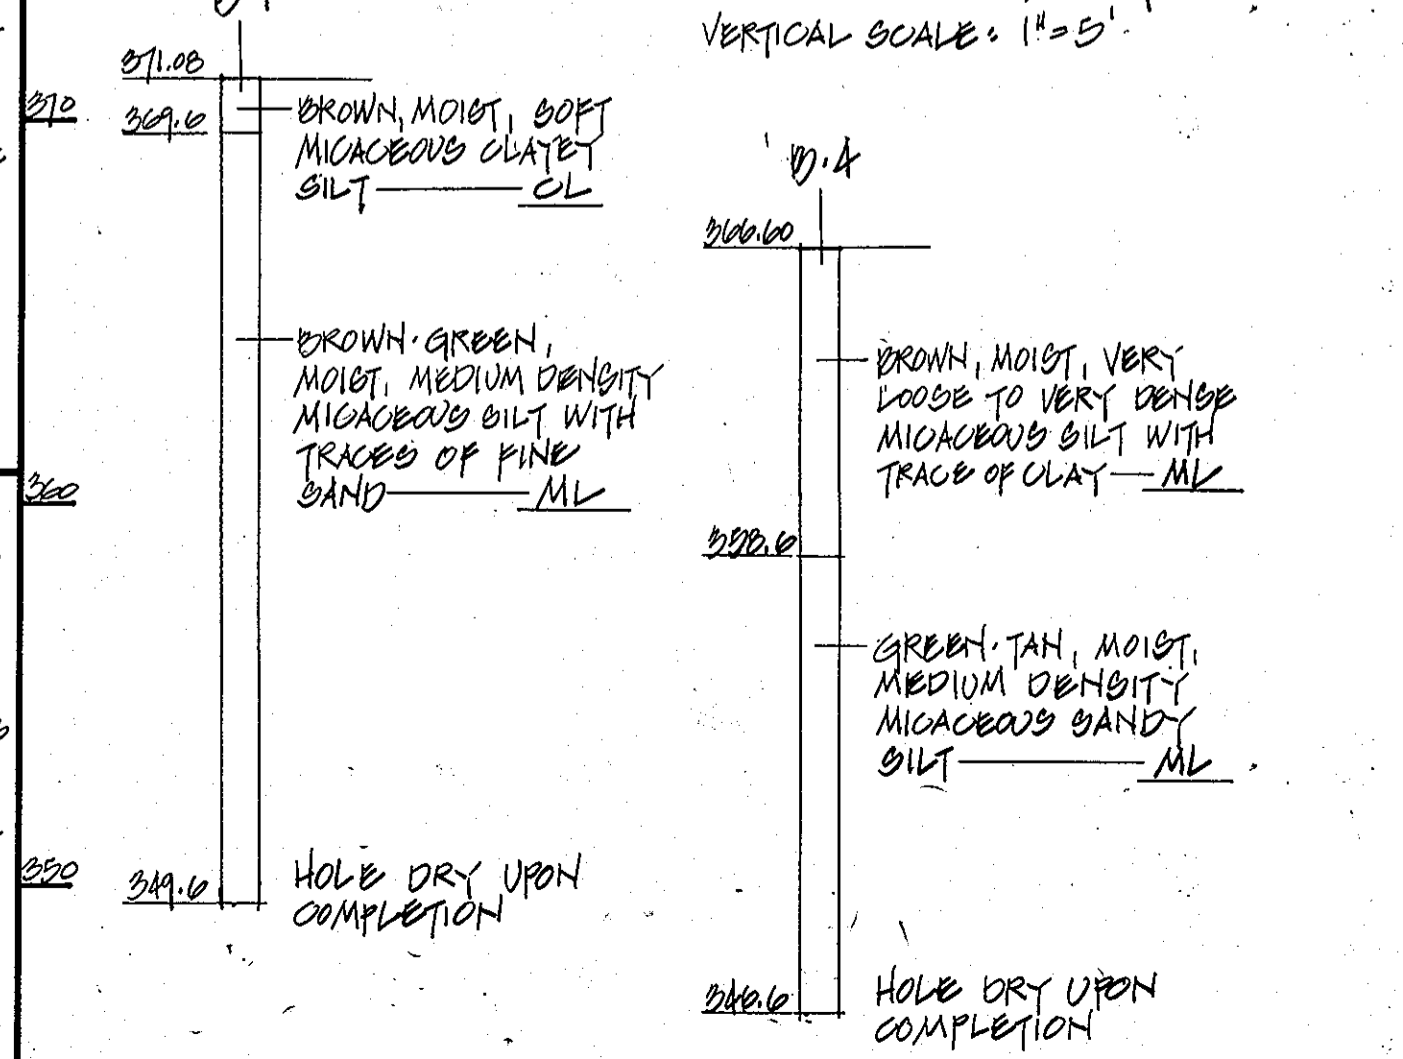 VERTICAL SCALE: 1"=5'
371.08
370
369.6
BROWN, MOIST, SOFT
MICACEOUS CLAYEY
SILT — CL
BROWN-GREEN,
MOIST, MEDIUM DENSITY
MICACEOUS SILT WITH
TRACES OF FINE
SAND — ML
360
350
349.6
HOLE DRY UPON
COMPLETION
B-4
366.60
BROWN, MOIST, VERY
LOOSE TO VERY DENSE
MICACEOUS SILT WITH
TRACE OF CLAY — ML
358.6
GREEN-TAN, MOIST,
MEDIUM DENSITY
MICACEOUS SANDY
SILT — ML
346.6
HOLE DRY UPON
COMPLETION